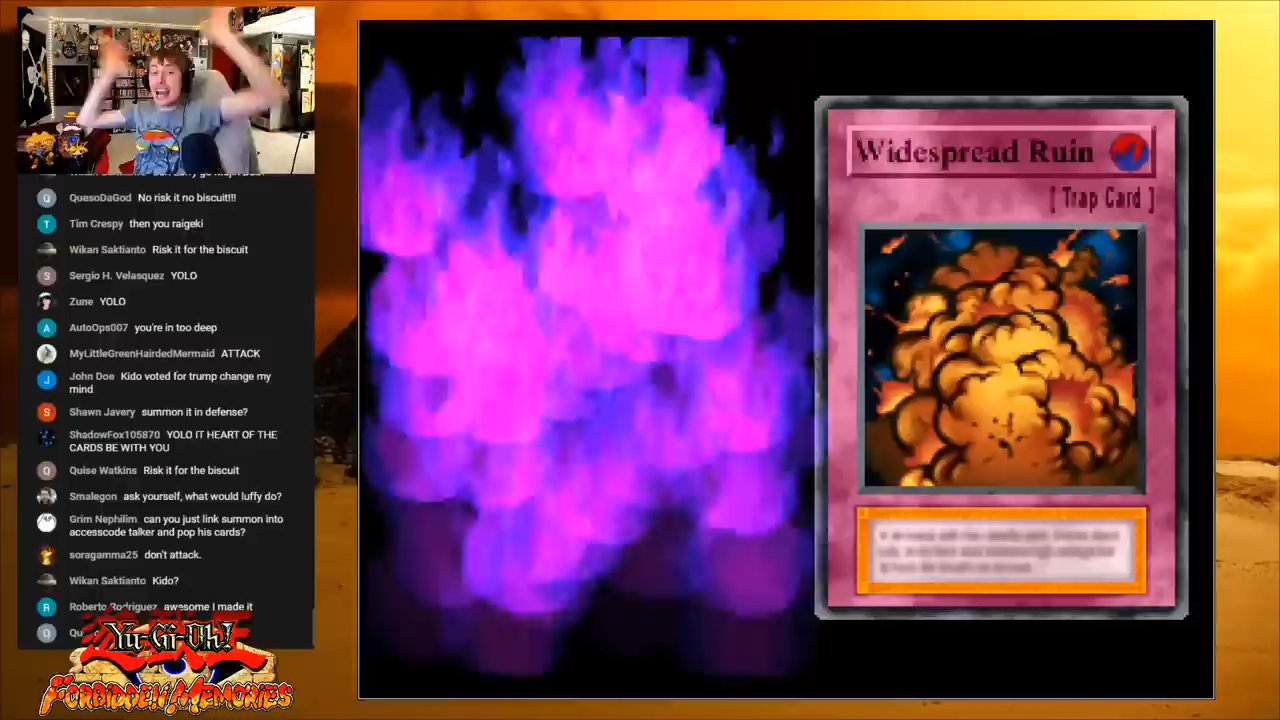 QuesoDaGod No risk it no biscuit!!!
Tim Crespy then you raigeki
Wikan Saktianto Risk it for the biscuit
Sergio H. Velasquez YOLO
Zune YOLO
AutoOps007 you're in too deep
MyLittleGreenHairdedMermaid ATTACK
John Doe Kido voted for trump change my
mind
Shawn Javery summon it in defense?
ShadowFox105870 YOLO IT HEART OF THE
CARDS BE WITH YOU
Quise Watkins Risk it for the biscuit
Smalegon ask yourself, what would luffy do?
Grim Nephilim can you just link summon into
accesscode talker and pop his cards?
soragamma25 don't attack.
Wikan Saktianto Kido?
Roberto Rodriguez awesome I made it
Yu-Gi-Oh!
Forbidden Memories
Widespread Ruin
[ Trap Card ]